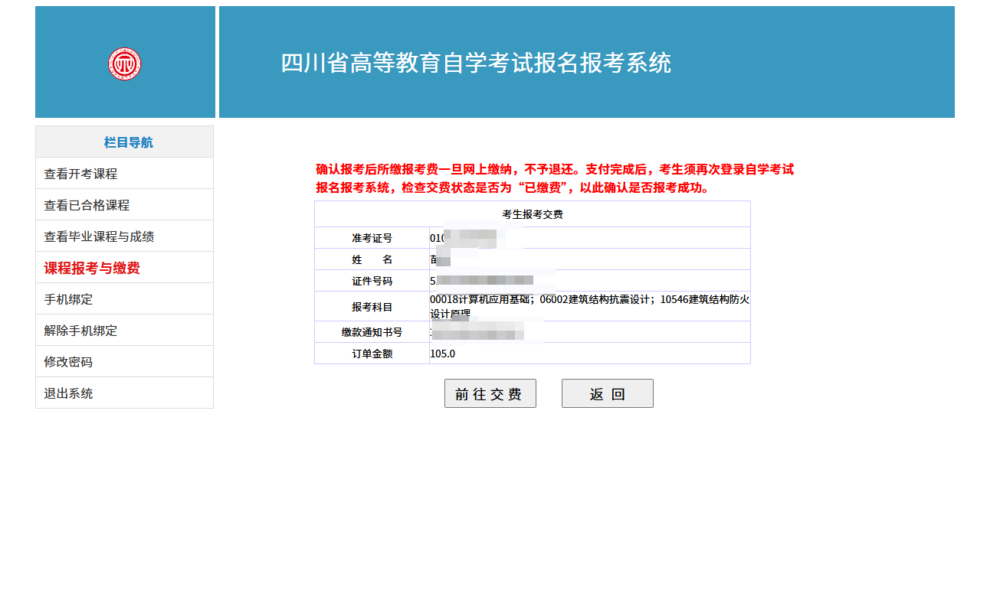 四川省高等教育自学考试报名报考系统
栏目导航
查看开考课程
查看已合格课程
查看毕业课程与成绩
课程报考与缴费
手机绑定
解除手机绑定
修改密码
退出系统
确认报考后所缴报考费一旦网上缴纳，不予退还。支付完成后，考生须再次登录自学考试
报名报考系统，检查交费状态是否为“已缴费”，以此确认是否报考成功。
考生报考交费
准考证号 010
姓 名
证件号码 5
报考科目 00018计算机应用基础；06002建筑结构抗震设计；10546建筑结构防火
设计原理
缴款通知书号
订单金额 105.0
前往交费 返 回